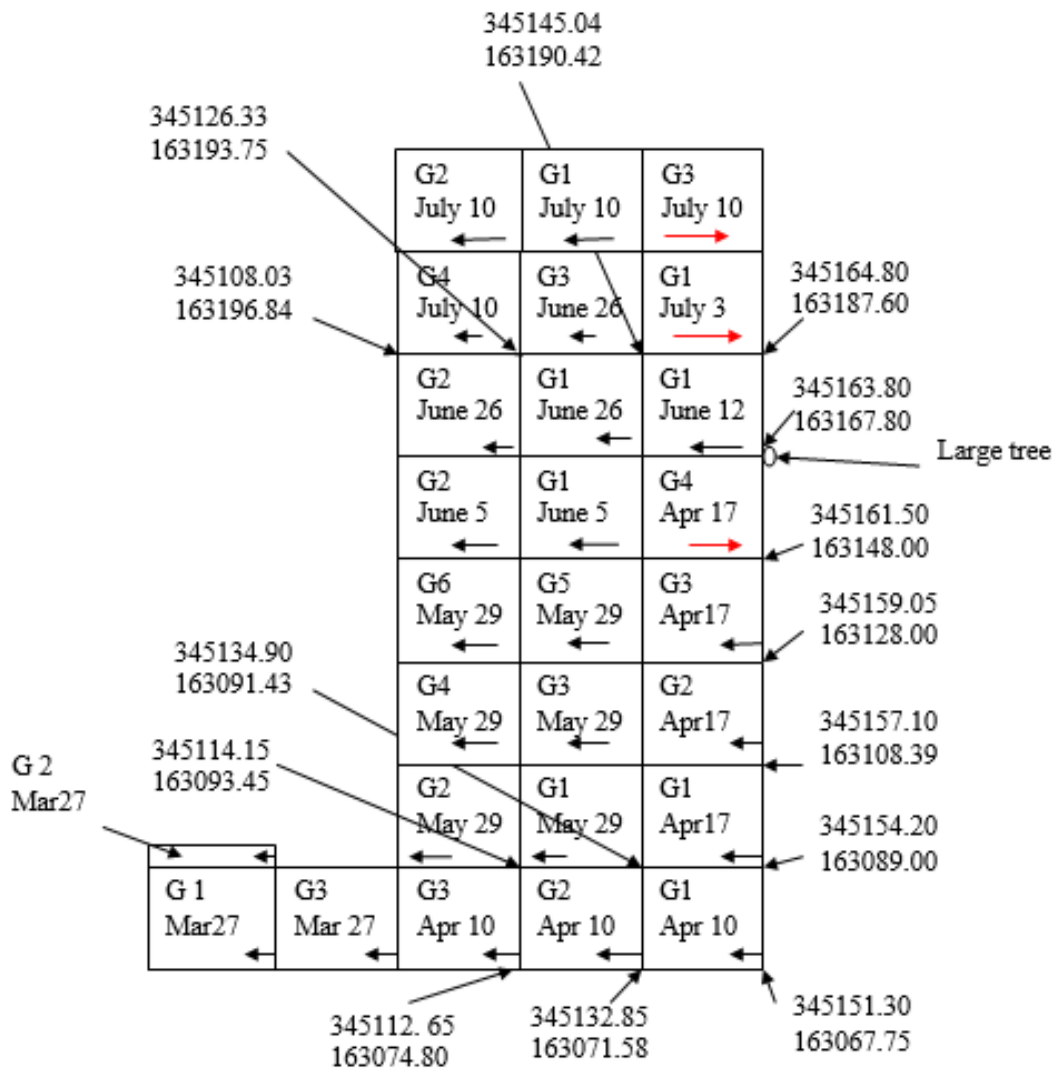 345145.04
163190.42
345126.33
163193.75
G2
July 10
G1
July 10
G3
July 10
345108.03
163196.84
G4
July 10
G3
June 26
G1
July 3
345164.80
163187.60
G2
June 26
G1
June 26
G1
June 12
345163.80
163167.80
Large tree
G2
June 5
G1
June 5
G4
Apr 17
345161.50
163148.00
G6
May 29
G5
May 29
G3
Apr17
345159.05
163128.00
345134.90
163091.43
G4
May 29
G3
May 29
G2
Apr17
345157.10
163108.39
345114.15
163093.45
G 2
Mar27
G2
May 29
G1
May 29
G1
Apr17
345154.20
163089.00
G 1
Mar27
G3
Mar 27
G3
Apr 10
G2
Apr 10
G1
Apr 10
345112. 65
163074.80
345132.85
163071.58
345151.30
163067.75